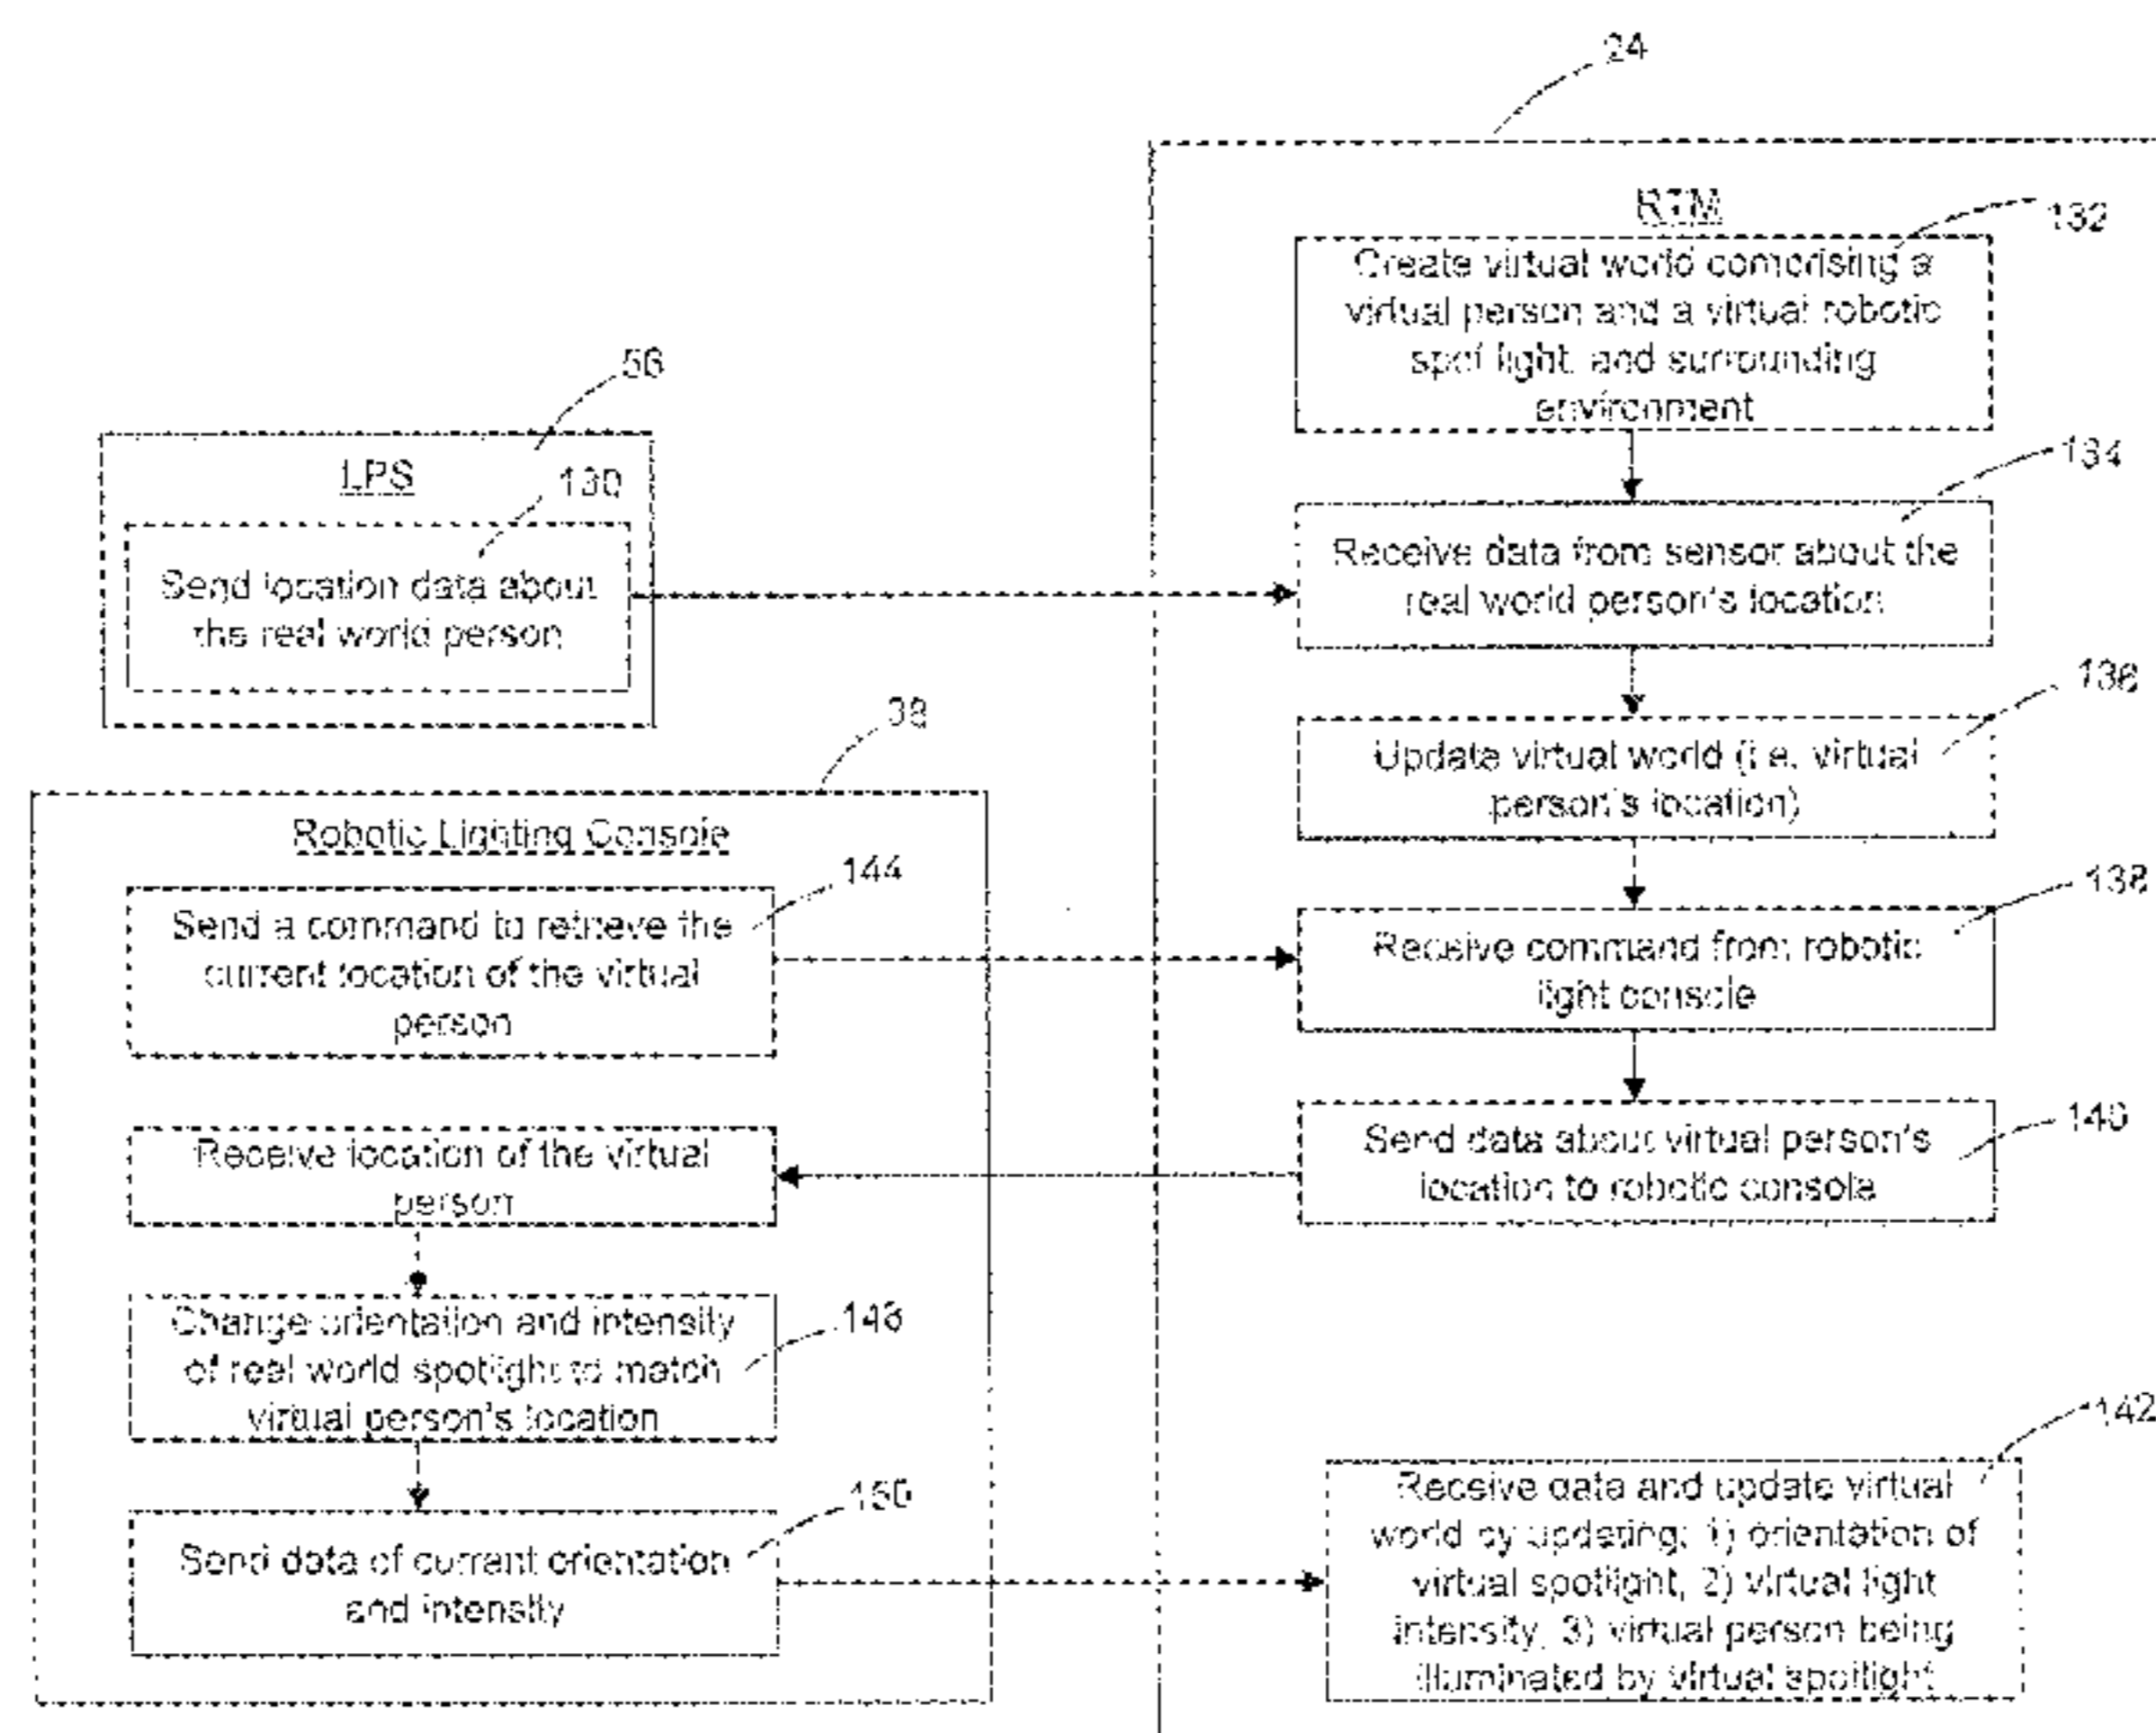 24
RTM
132
Create virtual world comprising a
virtual person and a virtual robotic
spot light, and surrounding
environment
56
LPS
130
Send location data about
the real world person
134
Receive data from sensor about the
real world person's location
136
Update virtual world (i.e. virtual
person's location)
38
Robotic Lighting Console
144
Send a command to retrieve the
current location of the virtual
person
138
Receive command from robotic
light console
140
Send data about virtual person's
location to robotic console
Receive location of the virtual
person
148
Change orientation and intensity
of real world spotlight to match
virtual person's location
150
Send data of current orientation
and intensity
142
Receive data and update virtual
world by updating: 1) orientation of
virtual spotlight, 2) virtual light
intensity, 3) virtual person being
illuminated by virtual spotlight